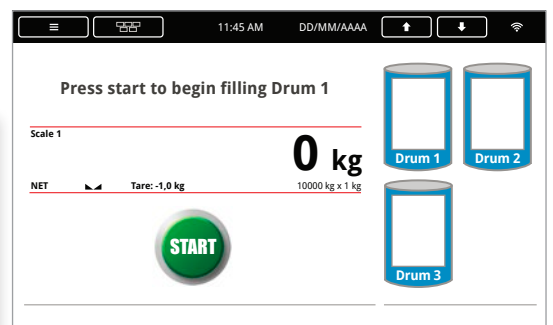 11:45 AM DD/MM/AAAA
Press start to begin filling Drum 1
Scale 1
0 kg
NET Tare: -1,0 kg 10000 kg x 1 kg
START
Drum 1 Drum 2
Drum 3